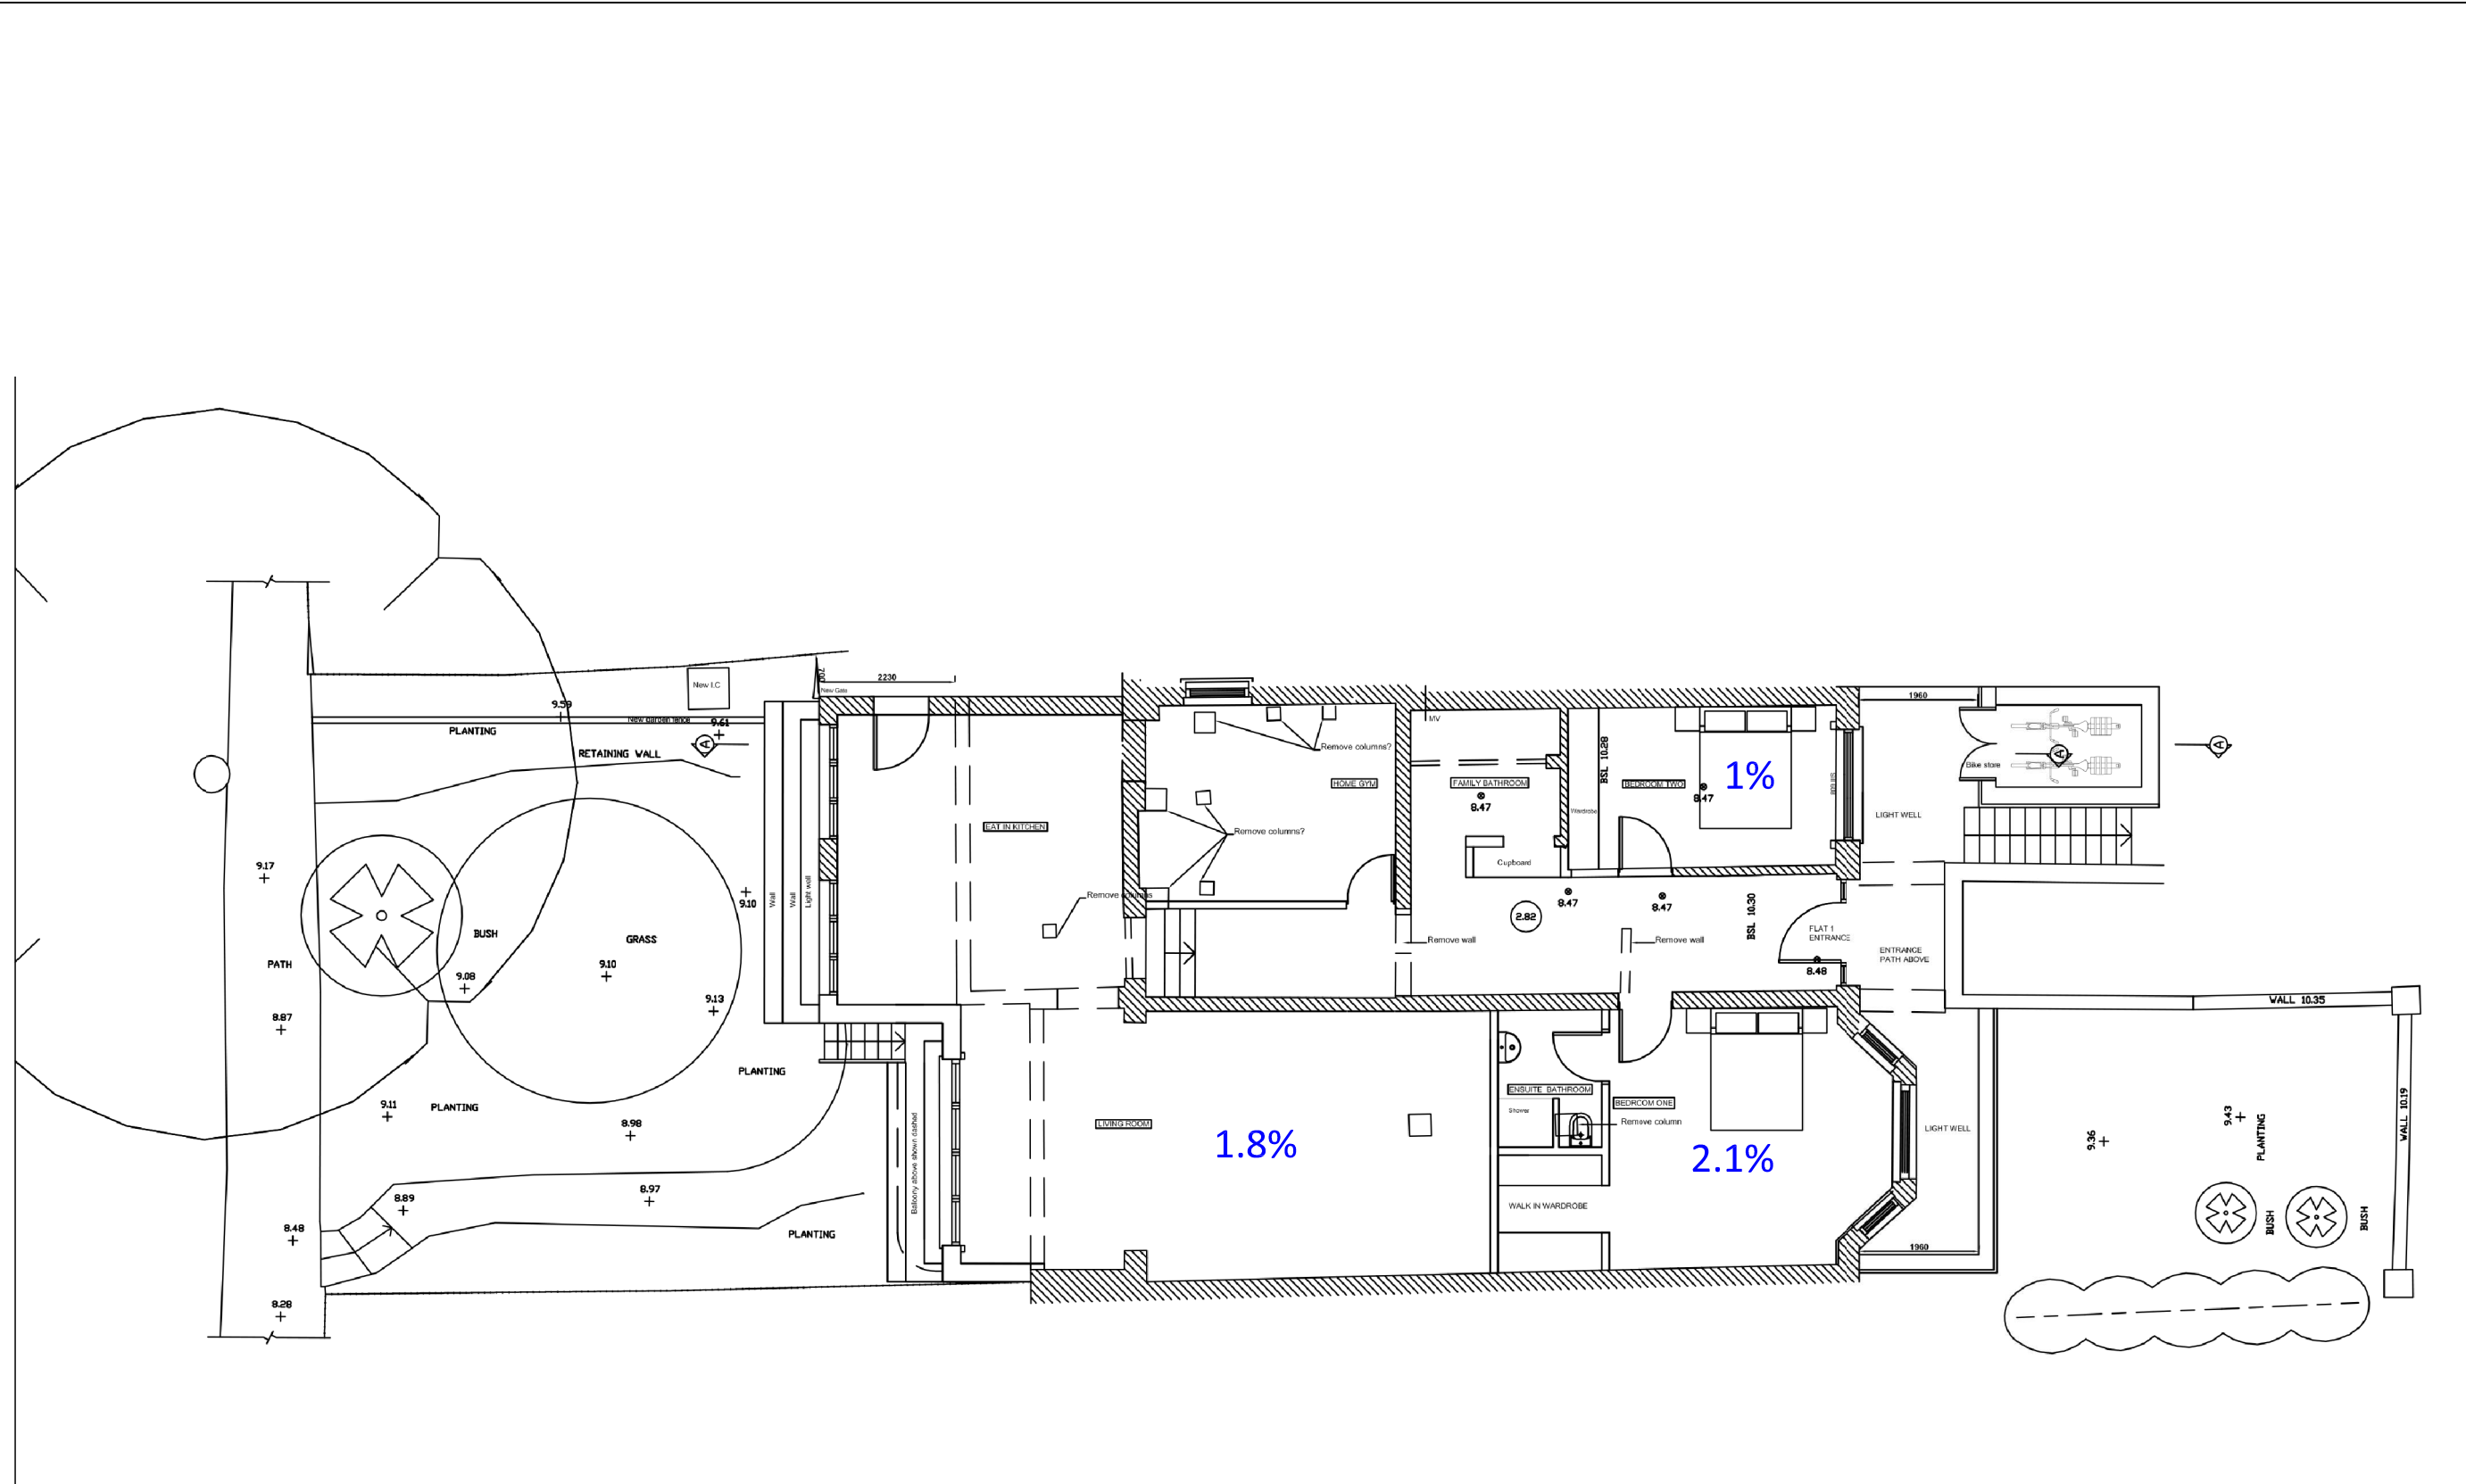 New I.C
700
2230
New Gate
9.59
New garden fence
9.61
PLANTING
A
RETAINING WALL
9.17
9.10
Wall
Wall
Light well
BUSH
GRASS
PATH
9.08
9.10
9.13
8.87
PLANTING
9.11
PLANTING
8.98
8.89
8.97
8.48
PLANTING
8.28
Balcony above shown dashed
EAT IN KITCHEN
Remove columns
Remove columns?
HOME GYM
Remove columns?
MV
FAMILY BATHROOM
8.47
Cupboard
Wardrobe
BSL 10.28
BEDROOM TWO
8.47
1%
8.47
8.47
2.82
Remove wall
Remove wall
BSL 10.30
FLAT 1
ENTRANCE
8.48
ENTRANCE
PATH ABOVE
LIGHT WELL
1960
Bike store
A
A
LIVING ROOM
1.8%
ENSUITE BATHROOM
Shower
BEDROOM ONE
Remove column
2.1%
WALK IN WARDROBE
LIGHT WELL
1960
WALL 10.35
WALL 10.19
9.36
9.43
PLANTING
BUSH
BUSH